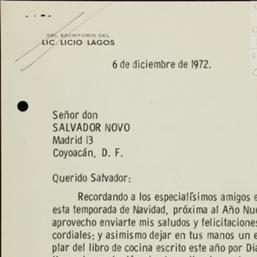 DEL ESCRITORIO DEL
LIC. LICIO LAGOS
6 de diciembre de 1972.
Señor don
SALVADOR NOVO
Madrid 13
Coyoacán, D. F.
Querido Salvador:
Recordando a los especialísimos amigos e
esta temporada de Navidad, próxima al Año Nue
aprovecho enviarte mis saludos y felicitaciones
cordiales; y asimismo dejar en tus manos un e
plar del libro de cocina escrito este año por Dia